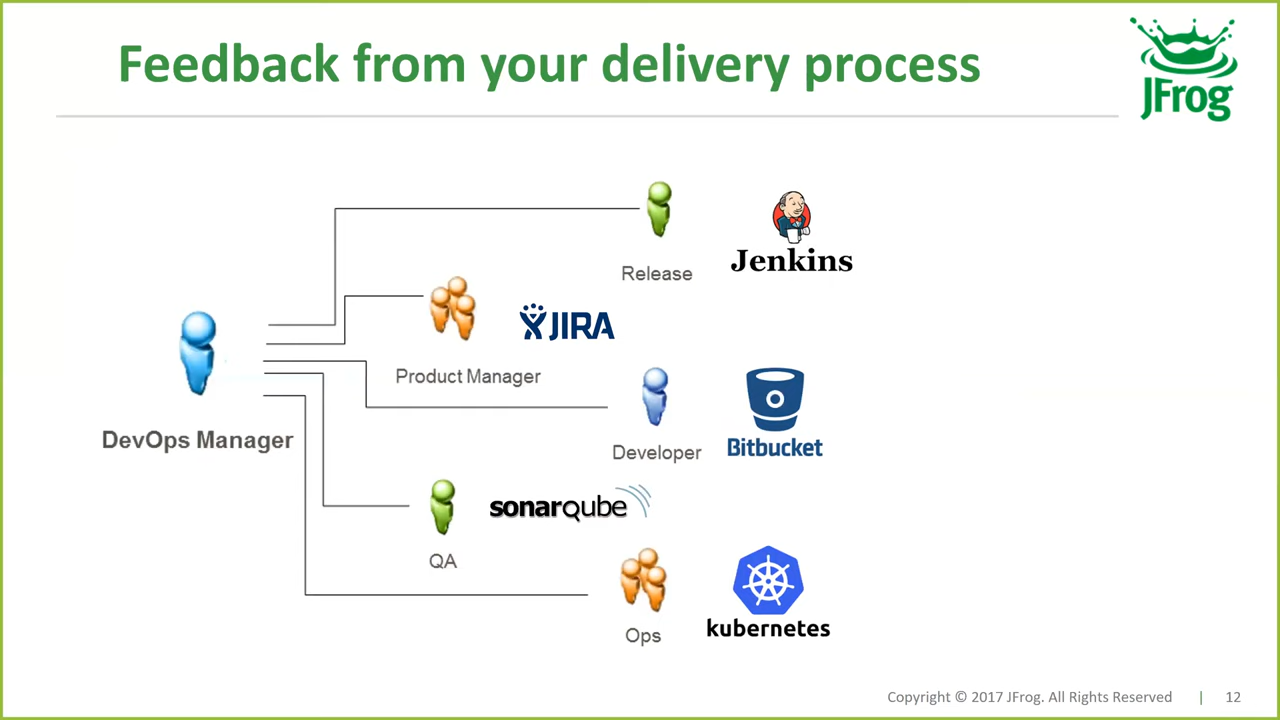 Feedback from your delivery process
JFrog
Release
Jenkins
JIRA
Product Manager
DevOps Manager
Developer
Bitbucket
sonarqube
QA
Ops
kubernetes
Copyright © 2017 JFrog. All Rights Reserved | 12